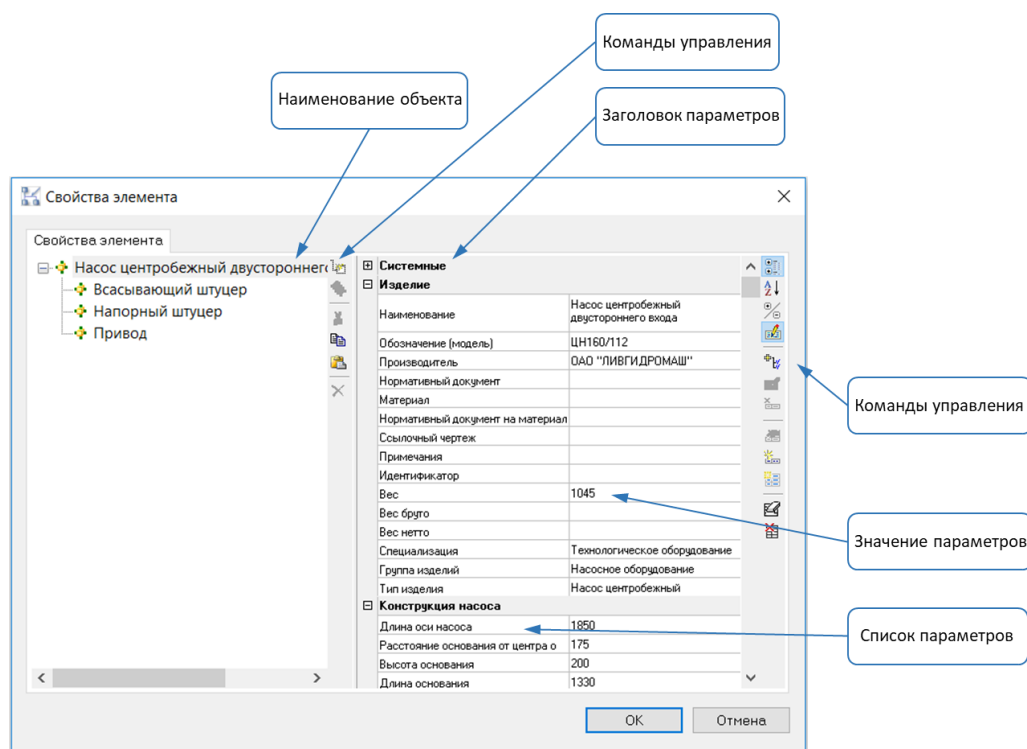 Команды управления
Наименование объекта
Заголовок параметров
Свойства элемента
Свойства элемента
Насос центробежный двустороннего
Всасывающий штуцер
Напорный штуцер
Привод
Системные
Изделие
Наименование
Насос центробежный
двустороннего входа
Обозначение (модель) ЦН160/112
Производитель ОАО "ЛИВГИДРОМАШ"
Нормативный документ
Материал
Нормативный документ на материал
Ссылочный чертеж
Примечания
Идентификатор
Вес 1045
Вес бруто
Вес нетто
Специализация Технологическое оборудование
Группа изделий Насосное оборудование
Тип изделия Насос центробежный
Конструкция насоса
Длина оси насоса 1850
Расстояние основания от центра о 175
Высота основания 200
Длина основания 1330
Команды управления
Значение параметров
Список параметров
OK
Отмена